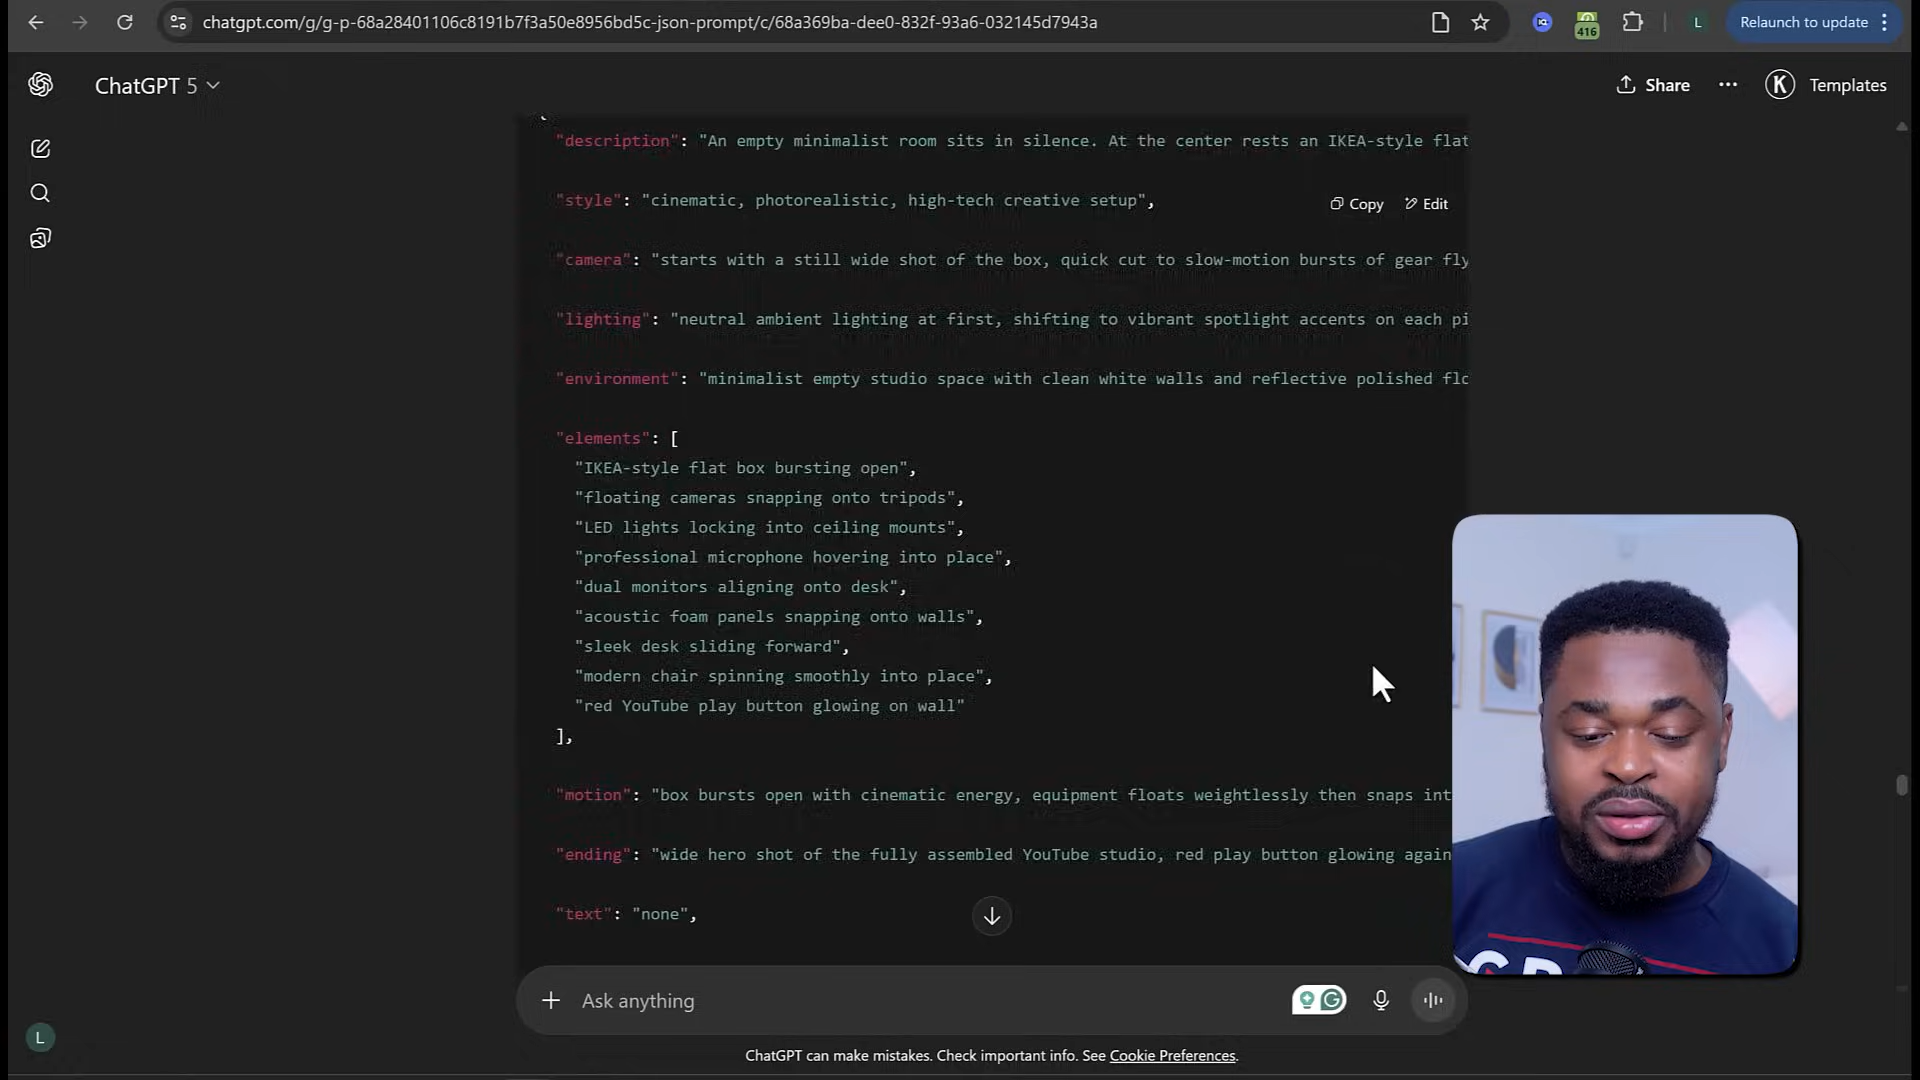 chatgpt.com/g/g-p-68a28401106c8191b7f3a50e8956bd5c-json-prompt/c/68a369ba-dee0-832f-93a6-032145d7943a
416
L
Relaunch to update
ChatGPT 5
Share
K
Templates
{
"description": "An empty minimalist room sits in silence. At the center rests an IKEA-style flat
"style": "cinematic, photorealistic, high-tech creative setup",
Copy
Edit
"camera": "starts with a still wide shot of the box, quick cut to slow-motion bursts of gear fly
"lighting": "neutral ambient lighting at first, shifting to vibrant spotlight accents on each pi
"environment": "minimalist empty studio space with clean white walls and reflective polished flo
"elements": [
"IKEA-style flat box bursting open",
"floating cameras snapping onto tripods",
"LED lights locking into ceiling mounts",
"professional microphone hovering into place",
"dual monitors aligning onto desk",
"acoustic foam panels snapping onto walls",
"sleek desk sliding forward",
"modern chair spinning smoothly into place",
"red YouTube play button glowing on wall"
],
"motion": "box bursts open with cinematic energy, equipment floats weightlessly then snaps int
"ending": "wide hero shot of the fully assembled YouTube studio, red play button glowing again
"text": "none",
Ask anything
L
ChatGPT can make mistakes. Check important info. See Cookie Preferences.